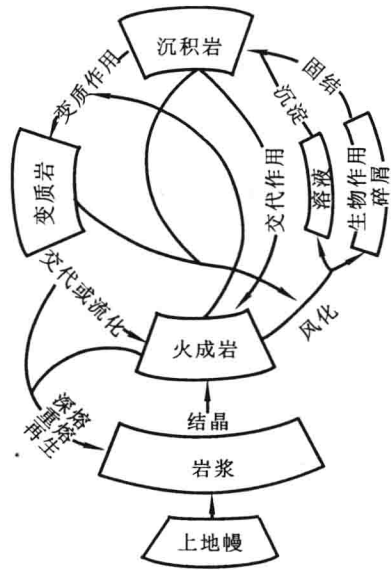 沉积岩
变质作用
固结
沉淀
变质岩
交代作用
溶液
生物作用
碎屑
交代或流化
风化
火成岩
深熔
重熔
再生
结晶
岩浆
上地幔